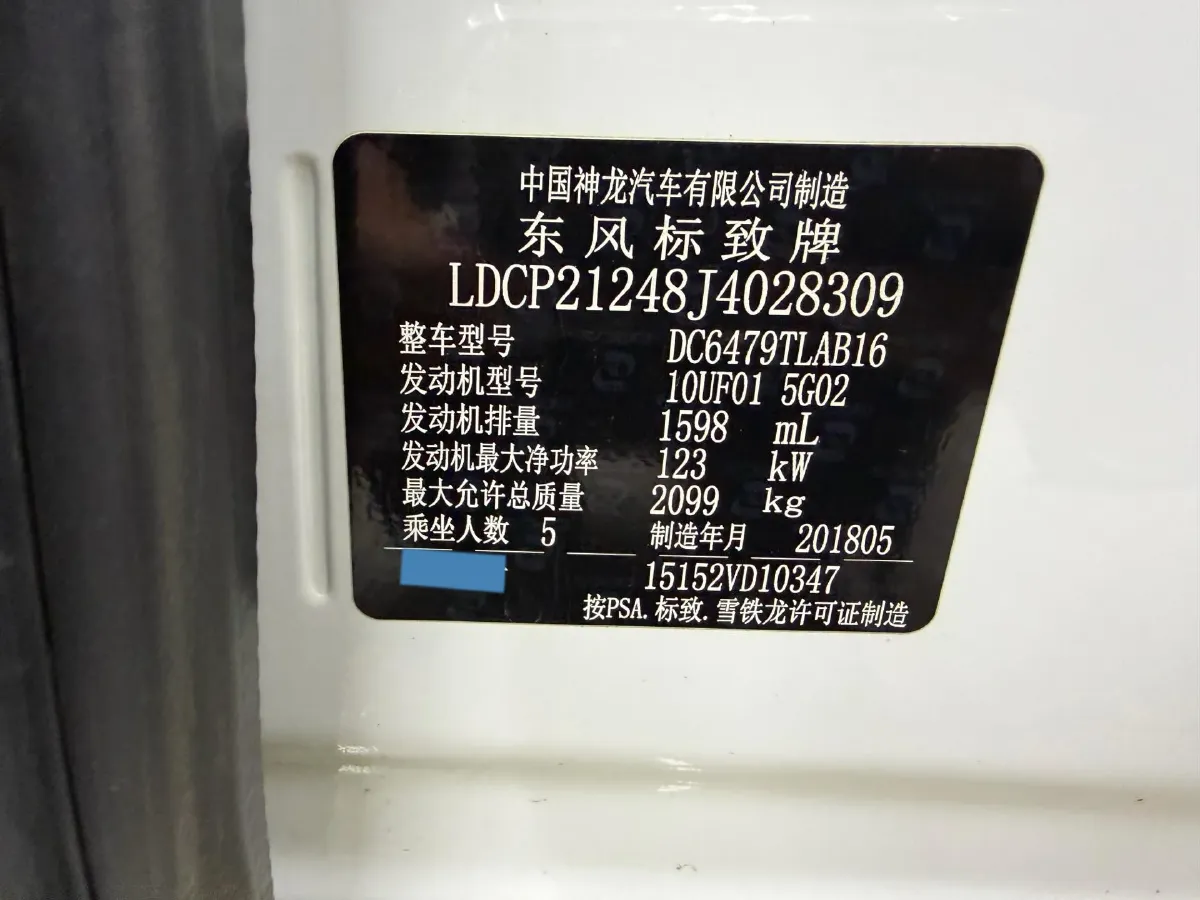 中国神龙汽车有限公司制造
东风标致牌
LDCP21248J4028309
整车型号 DC6479TLAB16
发动机型号 10UF01 5G02
发动机排量 1598 mL
发动机最大净功率 123 kW
最大允许总质量 2099 kg
乘坐人数 5 制造年月 201805
15152VD10347
按PSA.标致.雪铁龙许可证制造